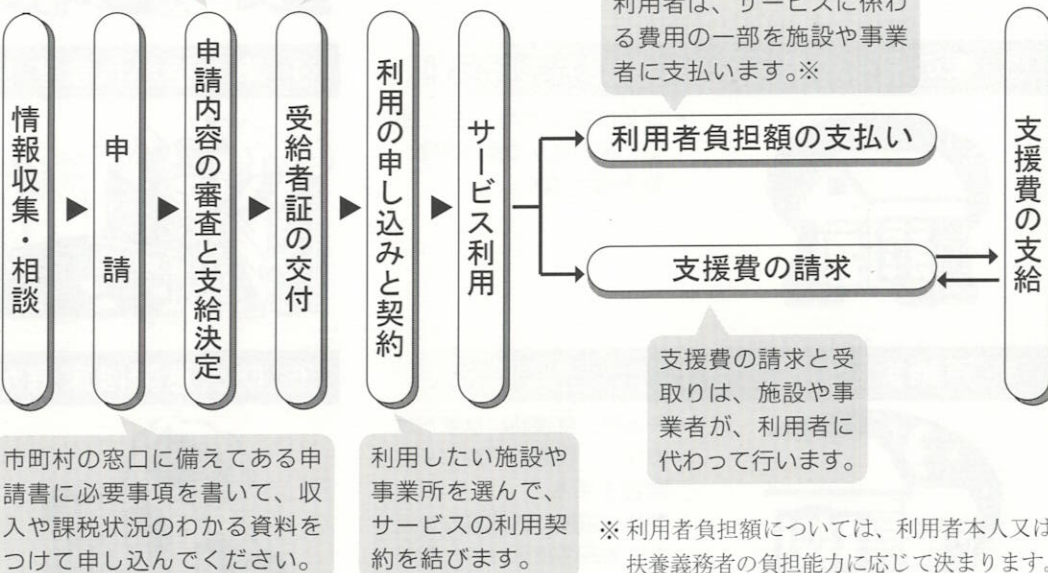 情報収集・相談
申請
申請内容の審査と支給決定
受給者証の交付
利用の申し込みと契約
サービス利用
利用者は、サービスに係わ
る費用の一部を施設や事業
者に支払います。※
利用者負担額の支払い
支援費の請求
支援費の支給
支援費の請求と受
取りは、施設や事
業者が、利用者に
代わって行います。
市町村の窓口に備えてある申
請書に必要事項を書いて、収
入や課税状況のわかる資料を
つけて申し込んでください。
利用したい施設や
事業所を選んで、
サービスの利用契
約を結びます。
※利用者負担額については、利用者本人又は
扶養義務者の負担能力に応じて決まります。